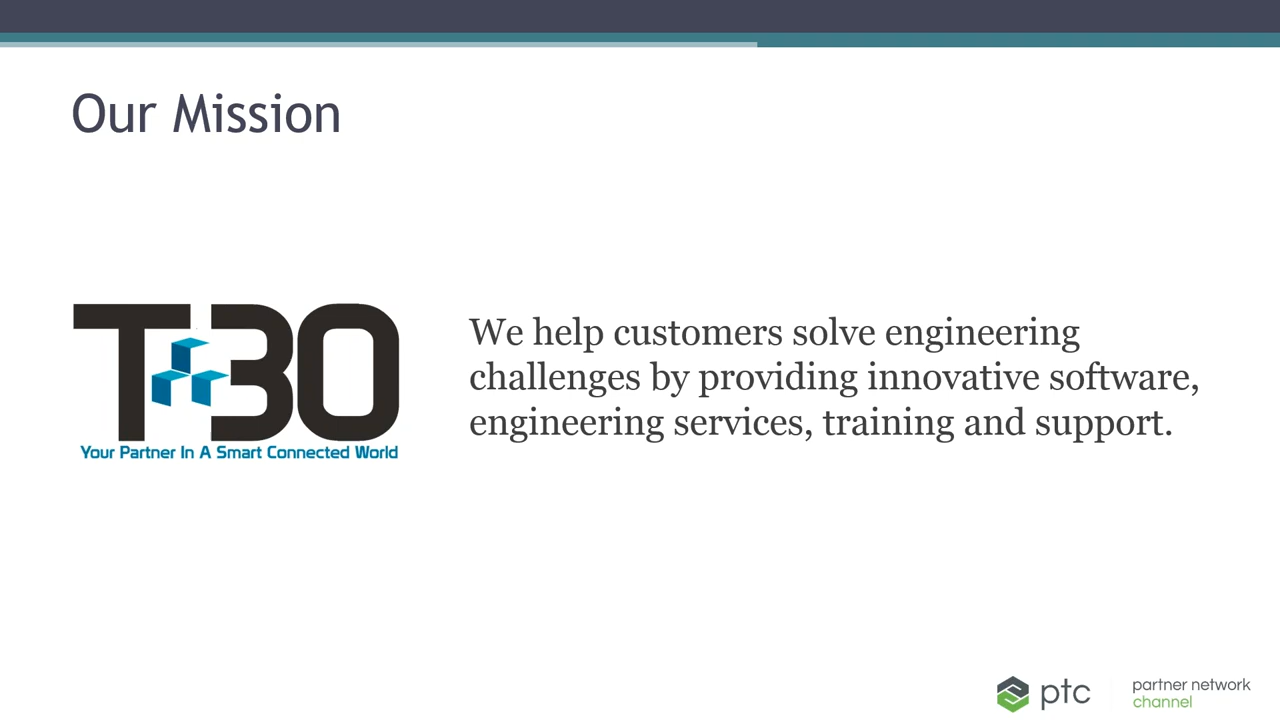 Our Mission
T30
Your Partner In A Smart Connected World
We help customers solve engineering
challenges by providing innovative software,
engineering services, training and support.
ptc
partner network
channel